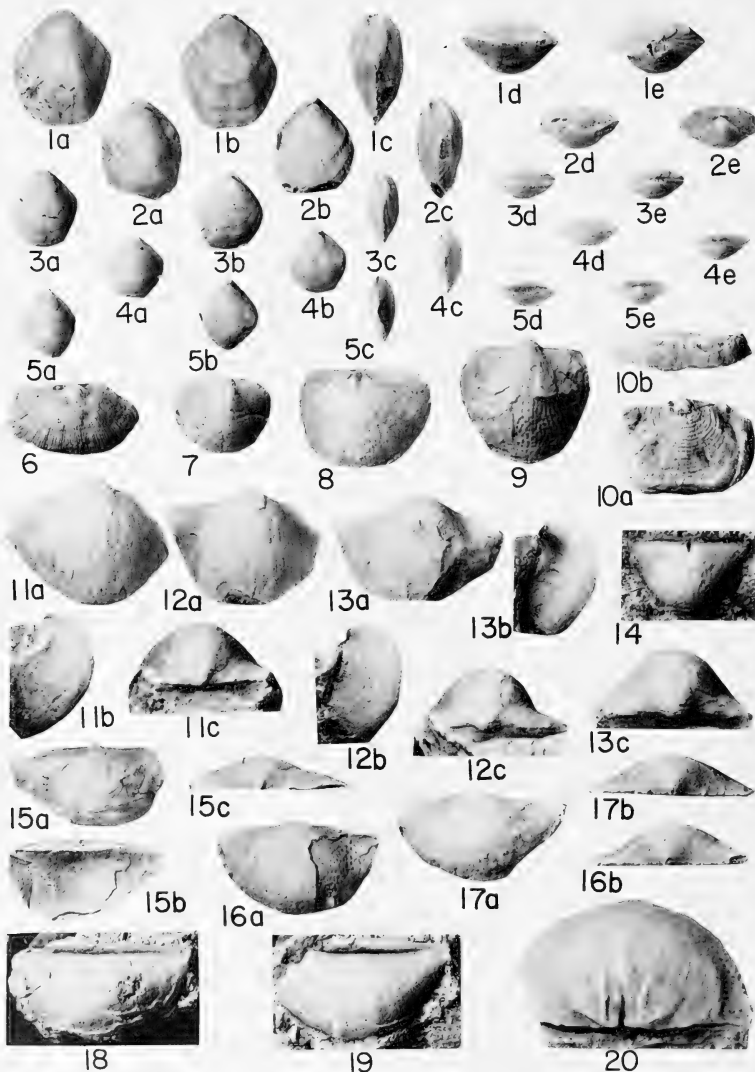 1a 1b 1c 1d 1e
2a 2b 2c 2d 2e
3a 3b 3c 3d 3e
4a 4b 4c 4d 4e
5a 5b 5c 5d 5e
6 7 8 9 10b
10a
11a 12a 13a 13b 14
11b 11c 12b 12c 13c
15a 15c 17b
15b 16a 17a 16b
18 19 20